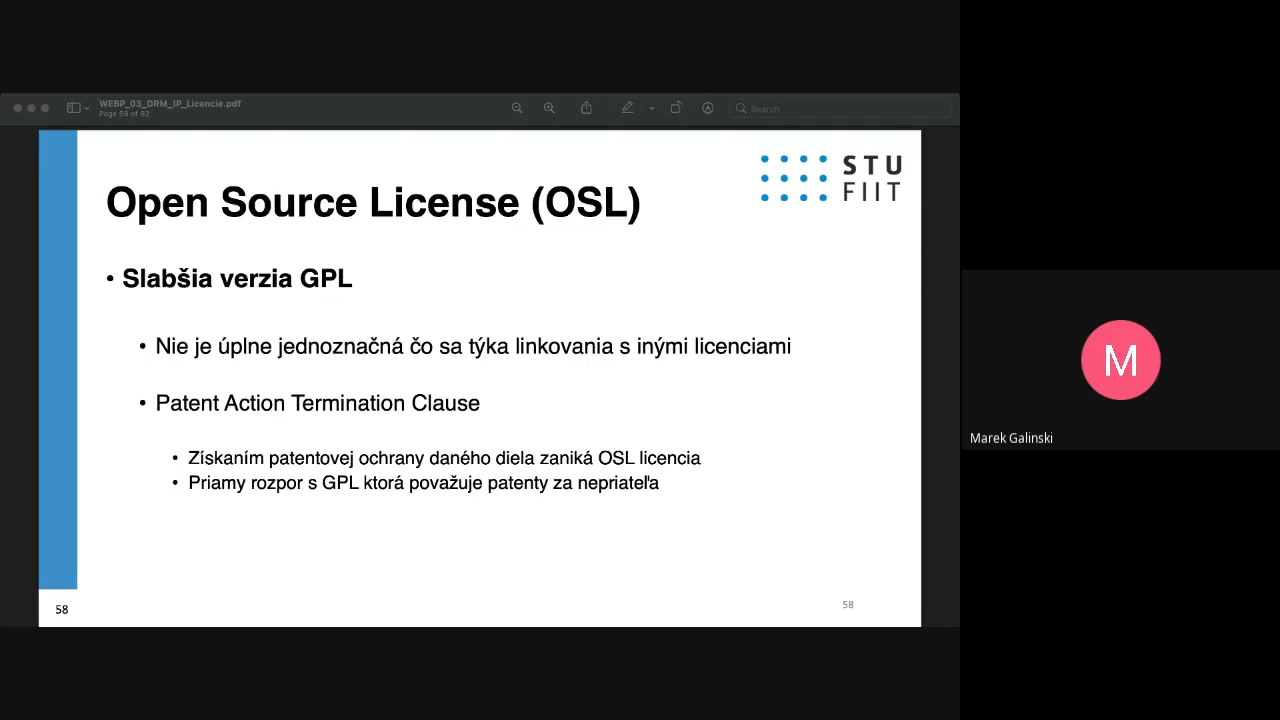 WEBP_03_DRM_IP_Licencie.pdf
Page 58 of 82
Search
STU
FIIT
Open Source License (OSL)
• Slabšia verzia GPL
• Nie je úplne jednoznačná čo sa týka linkovania s inými licenciami
• Patent Action Termination Clause
• Získaním patentovej ochrany daného diela zaniká OSL licencia
• Priamy rozpor s GPL ktorá považuje patenty za nepriateľa
58
58
M
Marek Galinski